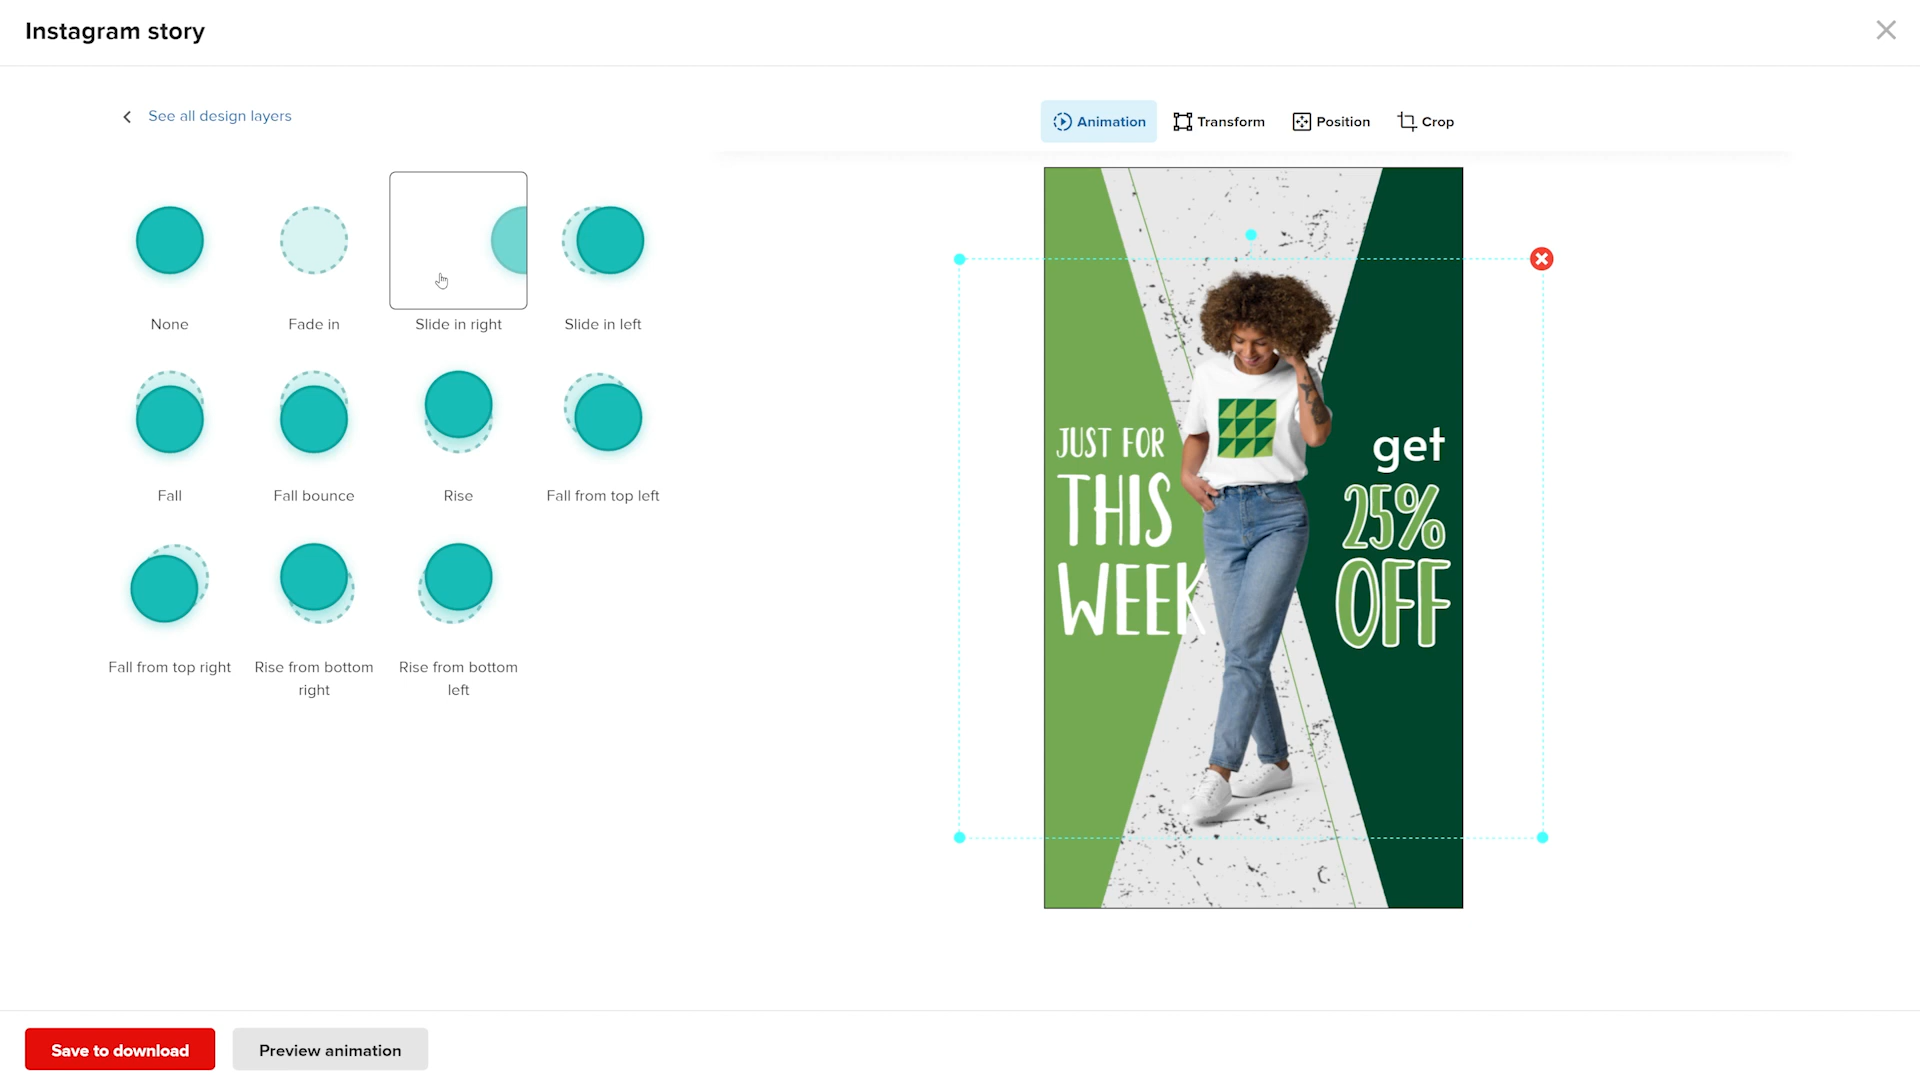 Instagram story
See all design layers
Animation
Transform
Position
Crop
None
Fade in
Slide in right
Slide in left
Fall
Fall bounce
Rise
Fall from top left
Fall from top right
Rise from bottom
right
Rise from bottom
left
JUST FOR
THIS
WEEK
get
25%
OFF
Save to download
Preview animation